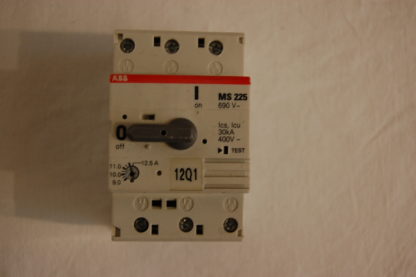 ABB
I
on
MS 225
690 V~
Ics, Icu
30kA
400V~
TEST
0
off
12.5 A
11.0
10.0
9.0
12Q1